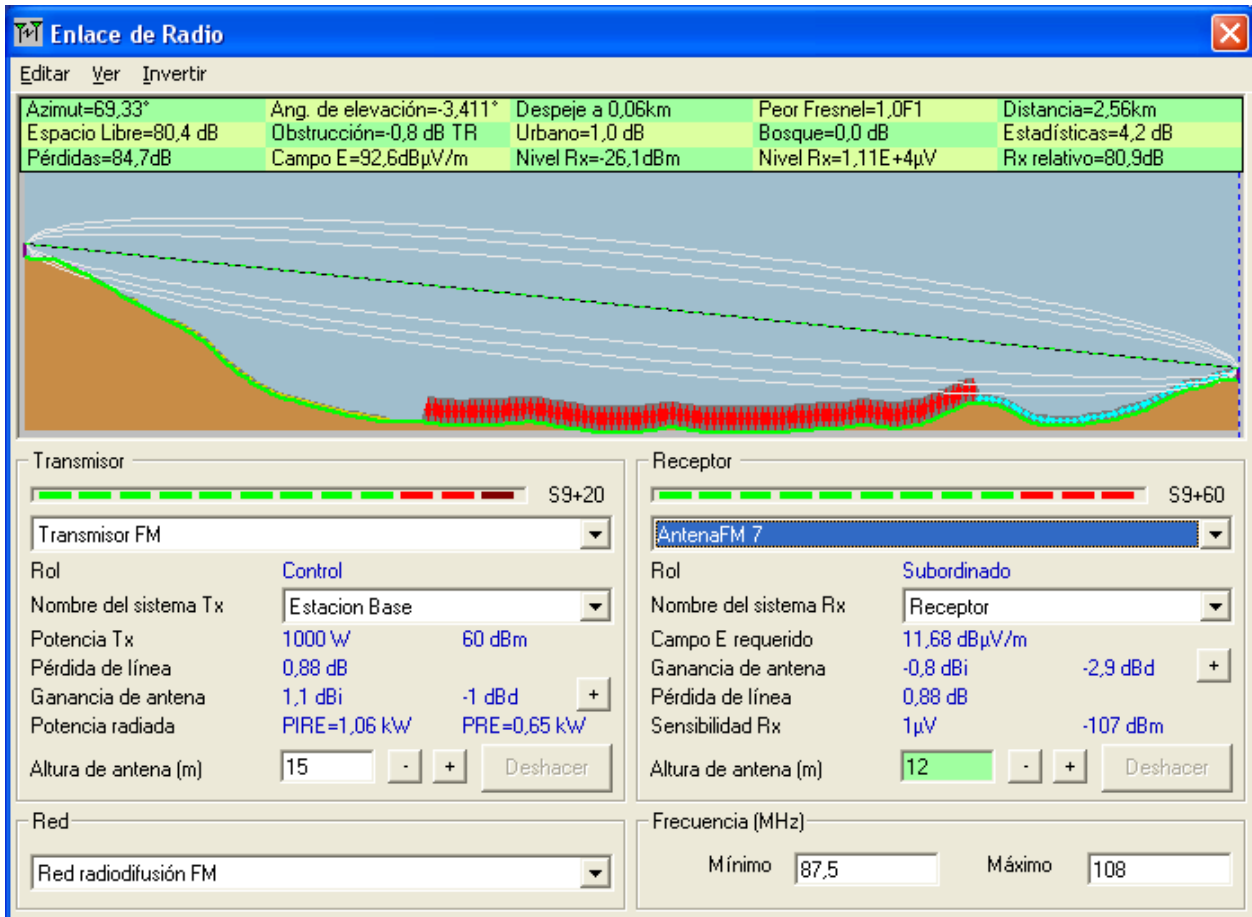 Enlace de Radio
Editar Ver Invertir
Azimut=69,33° Ang. de elevación=-3,411° Despeje a 0,06km Peor Fresnel=1,0F1 Distancia=2,56km
Espacio Libre=80,4 dB Obstrucción=-0,8 dB TR Urbano=1,0 dB Bosque=0,0 dB Estadísticas=4,2 dB
Pérdidas=84,7dB Campo E=92,6dBµV/m Nivel Rx=-26,1dBm Nivel Rx=1,11E+4µV Rx relativo=80,9dB
Transmisor
S9+20
Transmisor FM
Rol Control
Nombre del sistema Tx Estacion Base
Potencia Tx 1000 W 60 dBm
Pérdida de línea 0,88 dB
Ganancia de antena 1,1 dBi -1 dBd +
Potencia radiada PIRE=1,06 kW PRE=0,65 kW
Altura de antena (m) 15 - + Deshacer
Receptor
S9+60
AntenaFM 7
Rol Subordinado
Nombre del sistema Rx Receptor
Campo E requerido 11,68 dBµV/m
Ganancia de antena -0,8 dBi -2,9 dBd +
Pérdida de línea 0,88 dB
Sensibilidad Rx 1µV -107 dBm
Altura de antena (m) 12 - + Deshacer
Red
Red radiodifusión FM
Frecuencia (MHz)
Mínimo 87,5 Máximo 108